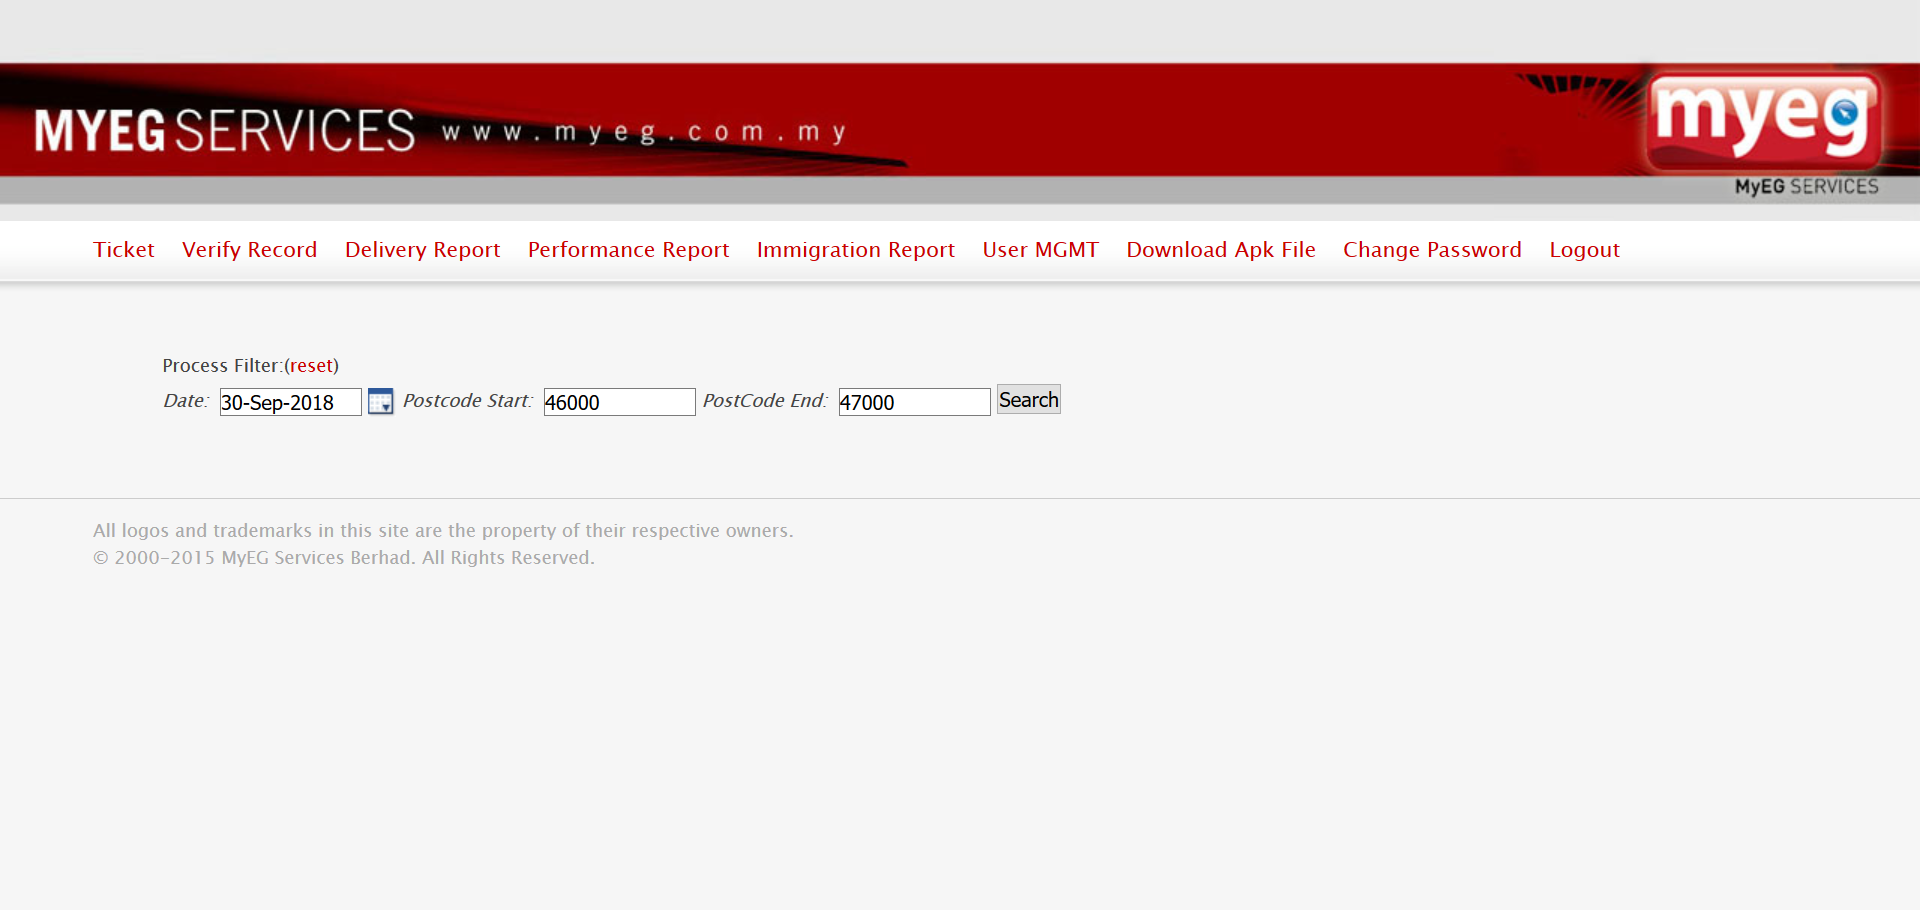 MYEG SERVICES www.myeg.com.my
myeg
MyEG SERVICES
Ticket Verify Record Delivery Report Performance Report Immigration Report User MGMT Download Apk File Change Password Logout
Process Filter:(reset)
Date: 30-Sep-2018 Postcode Start: 46000 PostCode End: 47000 Search
All logos and trademarks in this site are the property of their respective owners.
© 2000-2015 MyEG Services Berhad. All Rights Reserved.